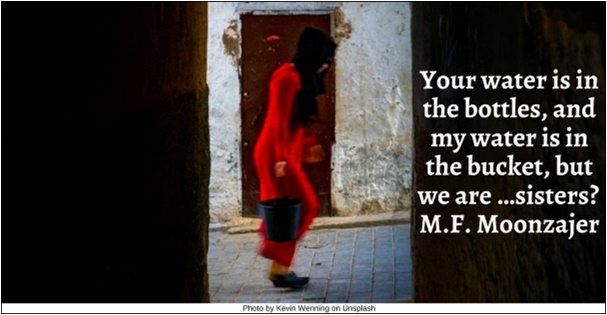 Your water is in
the bottles, and
my water is in
the bucket, but
we are ...sisters?
M.F. Moonzajer
Photo by Kevin Wenning on Unsplash